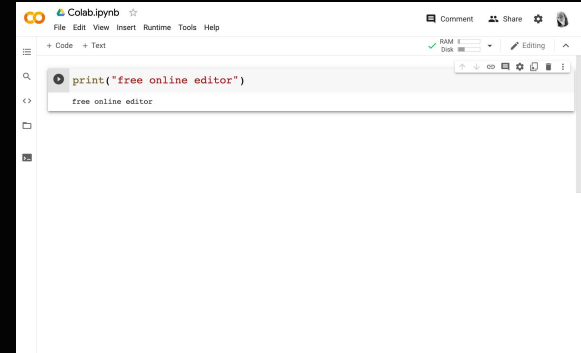 Colab.ipynb
Comment Share
File Edit View Insert Runtime Tools Help
+ Code + Text
RAM
Disk
Editing
print("free online editor")
free online editor